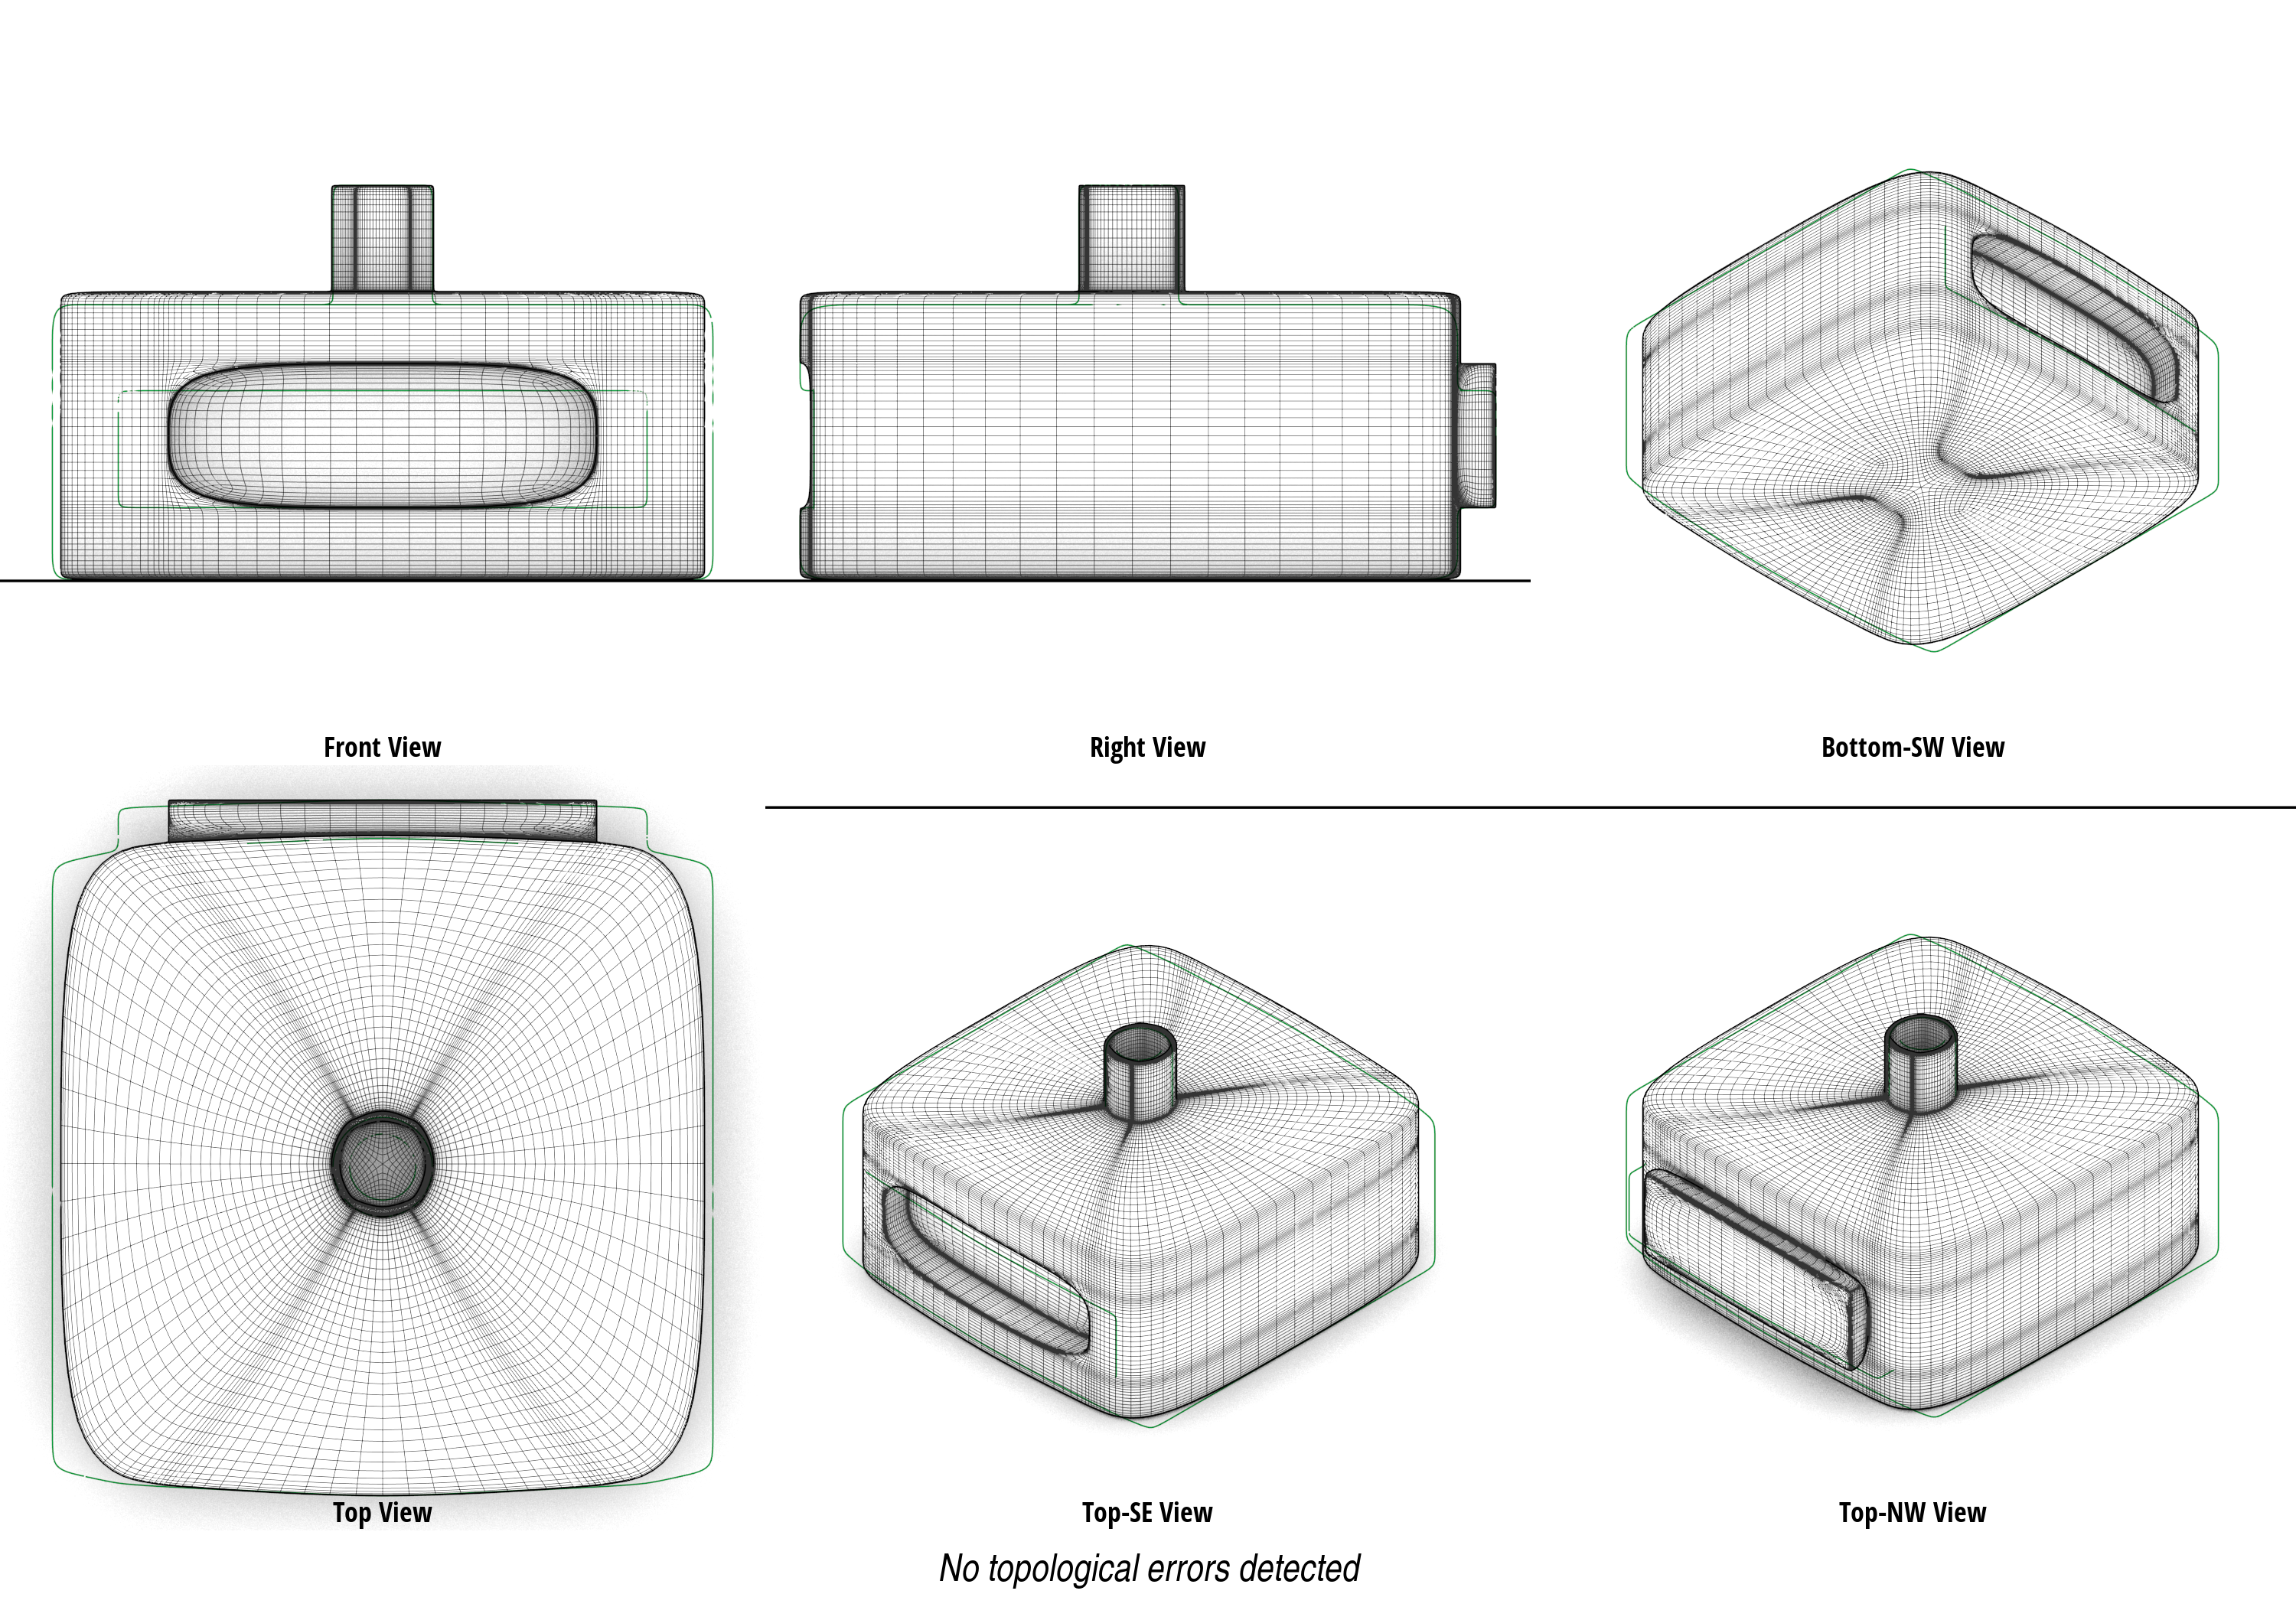 Front View
Right View
Bottom-SW View
Top View
Top-SE View
Top-NW View
No topological errors detected